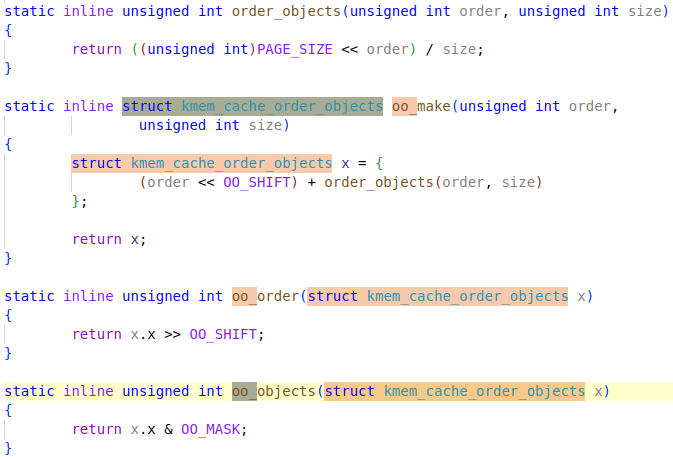 static inline unsigned int order_objects(unsigned int order, unsigned int size)
{
        return ((unsigned int)PAGE_SIZE << order) / size;
}

static inline struct kmem_cache_order_objects oo_make(unsigned int order,
                unsigned int size)
{
        struct kmem_cache_order_objects x = {
                (order << OO_SHIFT) + order_objects(order, size)
        };

        return x;
}

static inline unsigned int oo_order(struct kmem_cache_order_objects x)
{
        return x.x >> OO_SHIFT;
}

static inline unsigned int oo_objects(struct kmem_cache_order_objects x)
{
        return x.x & OO_MASK;
}